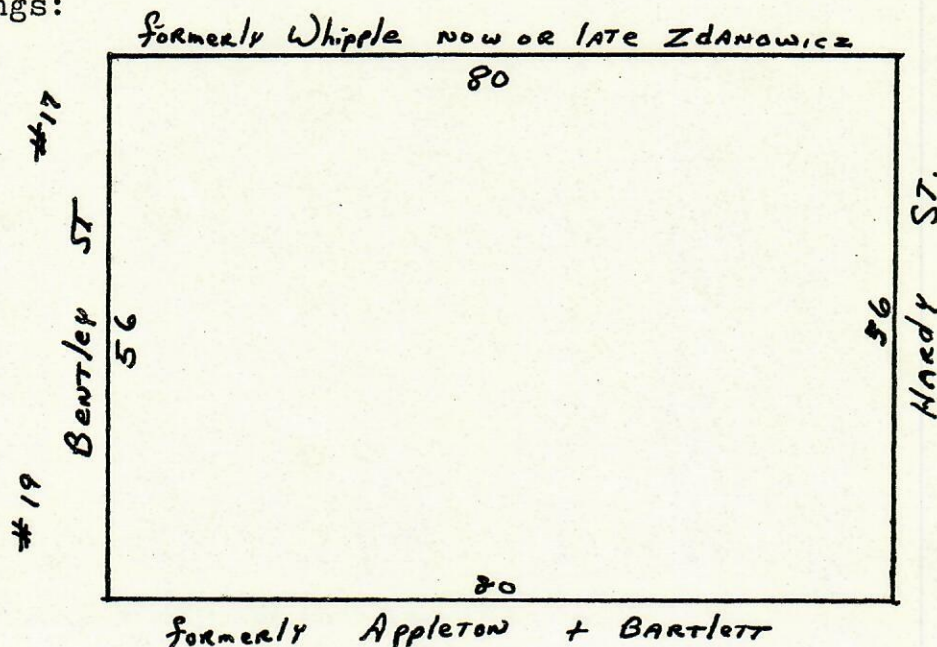 ngs:
formerly Whipple now or late Zdanowicz
80
#17
Bentley ST
#19
56
56
Hardy ST.
80
formerly Appleton + Bartlett